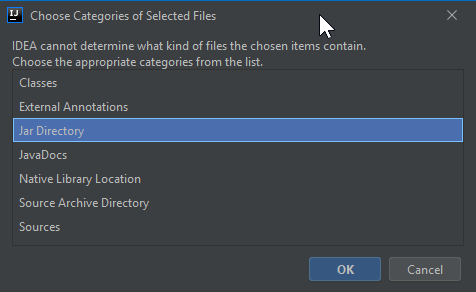 IJ Choose Categories of Selected Files
IDEA cannot determine what kind of files the chosen items contain.
Choose the appropriate categories from the list.
Classes
External Annotations
Jar Directory
JavaDocs
Native Library Location
Source Archive Directory
Sources
OK Cancel